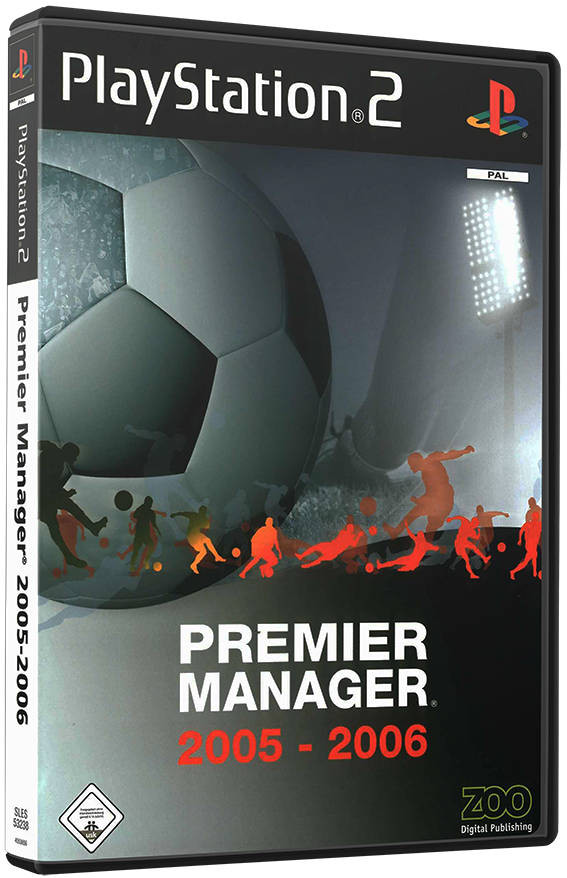 PAL
PlayStation.2
Premier Manager® 2005-2006
SLES
53238
PlayStation®2
PAL
PREMIER
MANAGER®
2005 - 2006
usk
ZOO
Digital Publishing